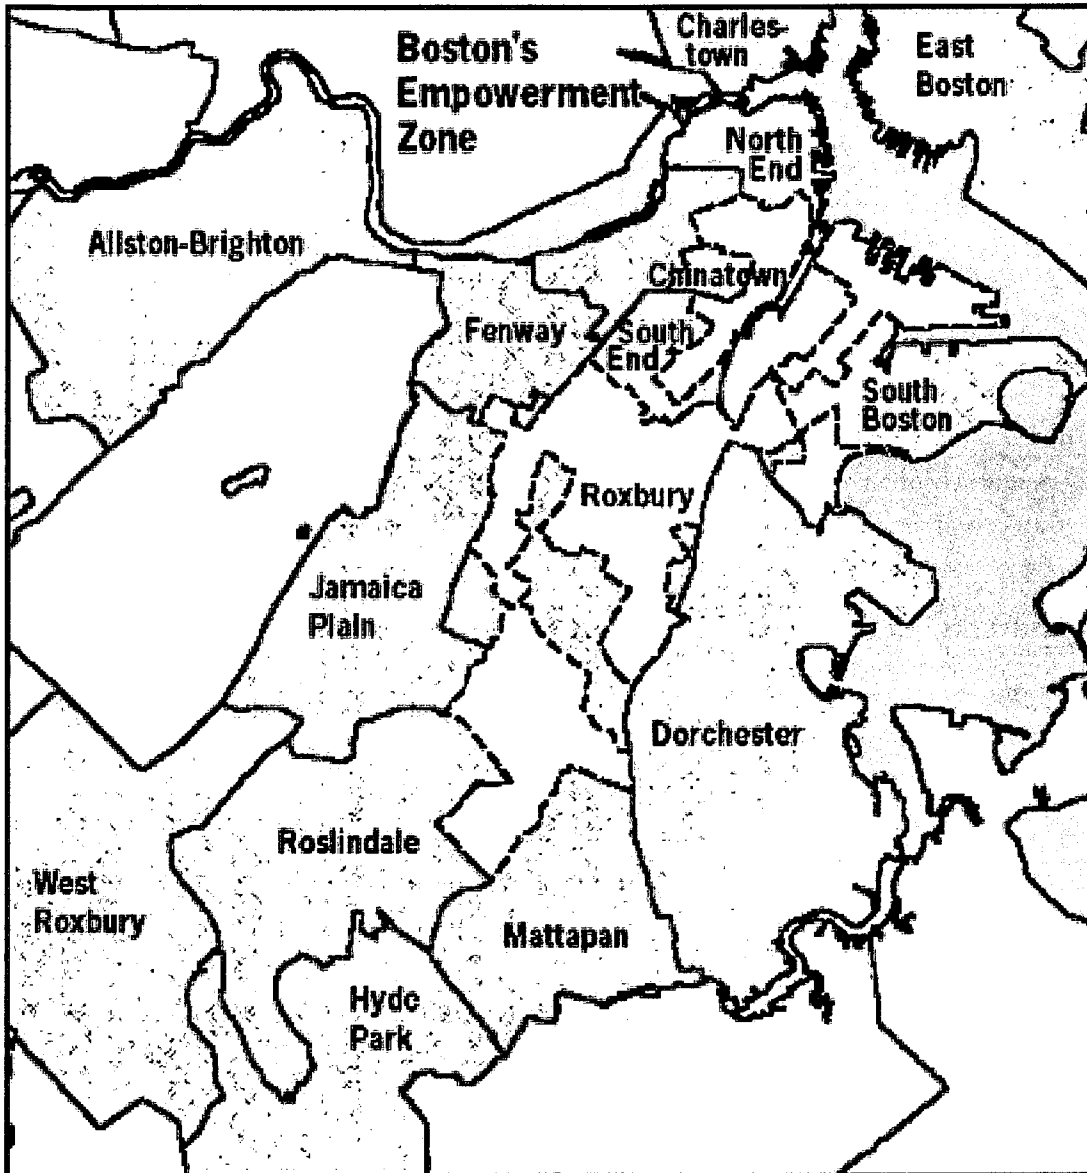 Boston's
Empowerment
Zone
Charles-
town
East
Boston
North
End
Allston-Brighton
Chinatown
Fenway
South
End
South
Boston
Roxbury
Jamaica
Plain
Dorchester
Roslindale
West
Roxbury
Mattapan
Hyde
Park